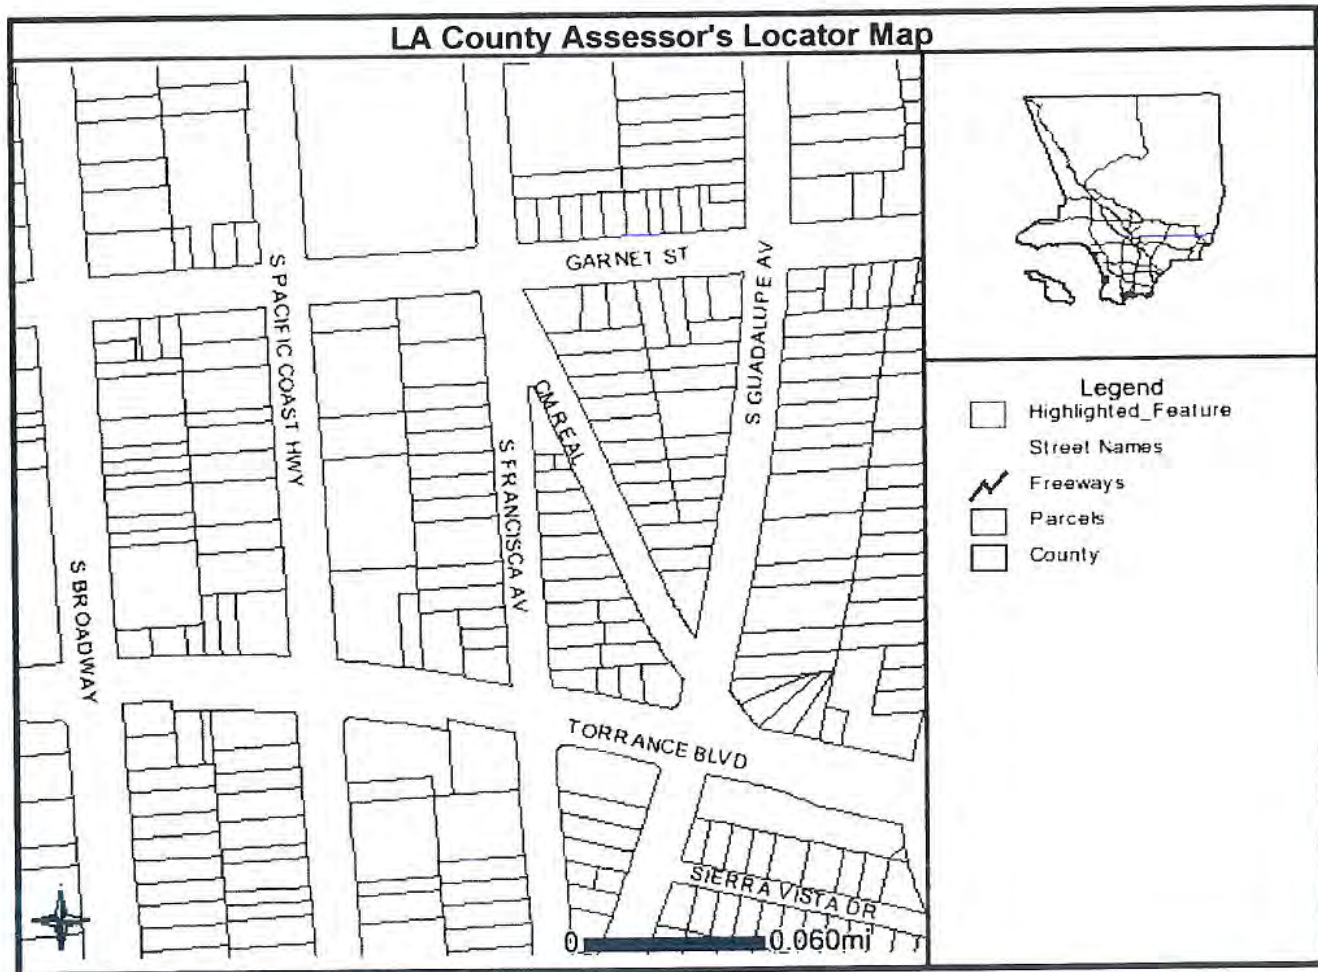 LA County Assessor's Locator Map
GARNET ST
S PACIFIC COAST HWY
S GUADALUPE AV
CM REAL
S FRANCISCA AV
S BROADWAY
TORRANCE BLVD
SIERRA VISTA DR
0 0.060mi
Legend
Highlighted_Feature
Street Names
Freeways
Parcels
County